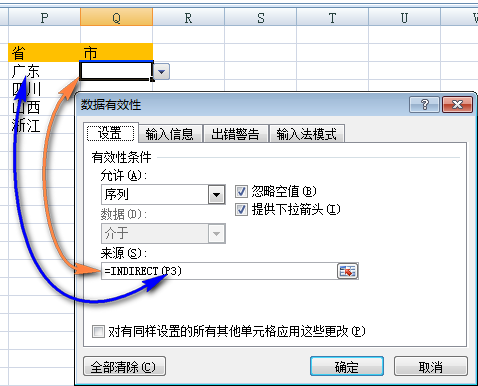 P Q R S T U
省 市
广东
四川
山西
浙江
数据有效性
设置 输入信息 出错警告 输入法模式
有效性条件
允许(A):
序列
忽略空值(B)
数据(D):
提供下拉箭头(I)
介于
来源(S):
=INDIRECT(P3)
对有同样设置的所有其他单元格应用这些更改(P)
全部清除(C) 确定 取消